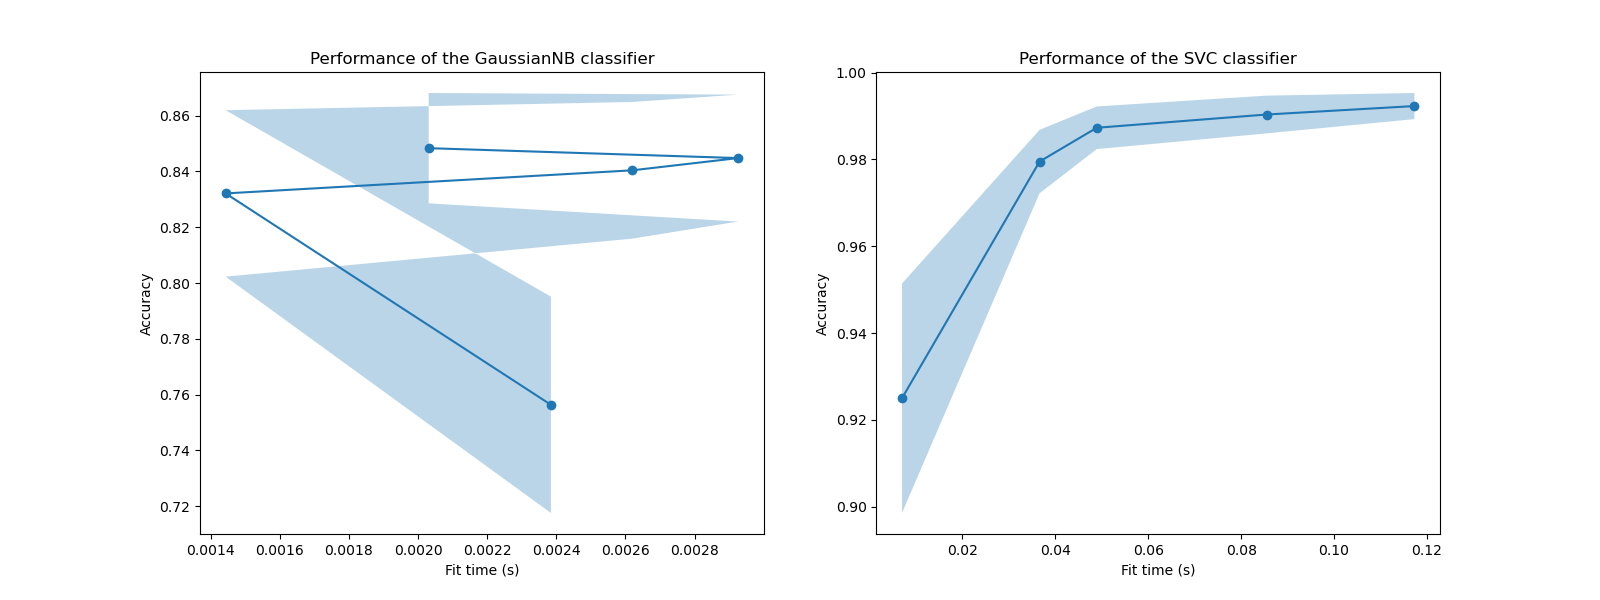 Performance of the GaussianNB classifier
0.86
0.84
0.82
0.80
0.78
0.76
0.74
0.72
Accuracy
0.0014 0.0016 0.0018 0.0020 0.0022 0.0024 0.0026 0.0028
Fit time (s)
Performance of the SVC classifier
1.00
0.98
0.96
0.94
0.92
0.90
Accuracy
0.02 0.04 0.06 0.08 0.10 0.12
Fit time (s)